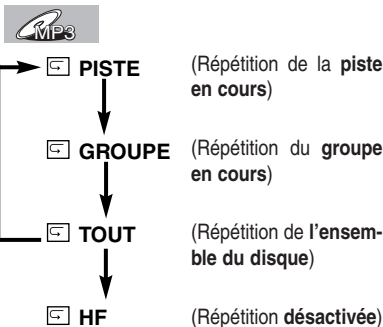 MP3
PISTE (Répétition de la piste
en cours)
GROUPE (Répétition du groupe
en cours)
TOUT (Répétition de l'ensem-
ble du disque)
HF (Répétition désactivée)